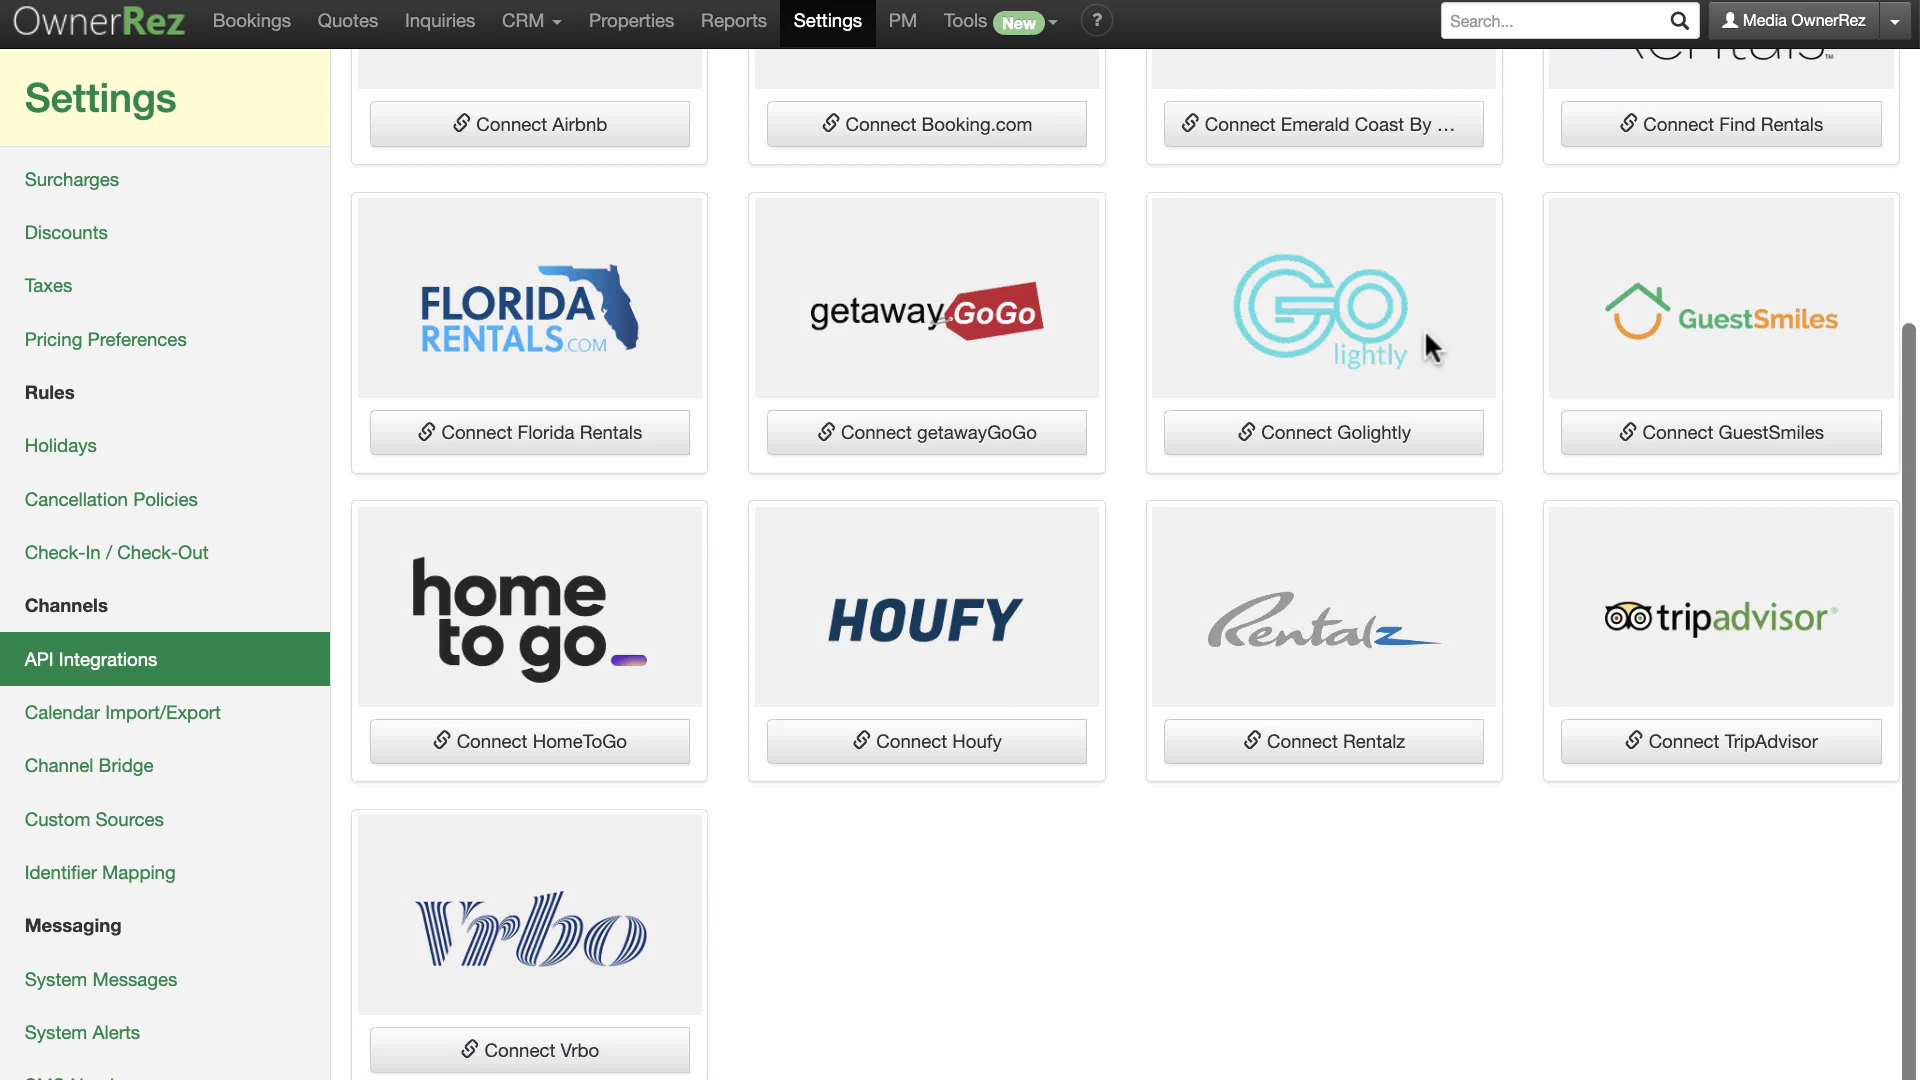 OwnerRez Bookings Quotes Inquiries CRM Properties Reports Settings PM Tools New ? Search... Media OwnerRez
Settings
Surcharges
Discounts
Taxes
Pricing Preferences
Rules
Holidays
Cancellation Policies
Check-In / Check-Out
Channels
API Integrations
Calendar Import/Export
Channel Bridge
Custom Sources
Identifier Mapping
Messaging
System Messages
System Alerts
Connect Airbnb
Connect Booking.com
Connect Emerald Coast By ...
Connect Find Rentals
FLORIDA
RENTALS.COM
Connect Florida Rentals
getaway GoGo
Connect getawayGoGo
GO
lightly
Connect Golightly
GuestSmiles
Connect GuestSmiles
home
to go_
Connect HomeToGo
HOUFY
Connect Houfy
Rentalz
Connect Rentalz
tripadvisor®
Connect TripAdvisor
Vrbo
Connect Vrbo